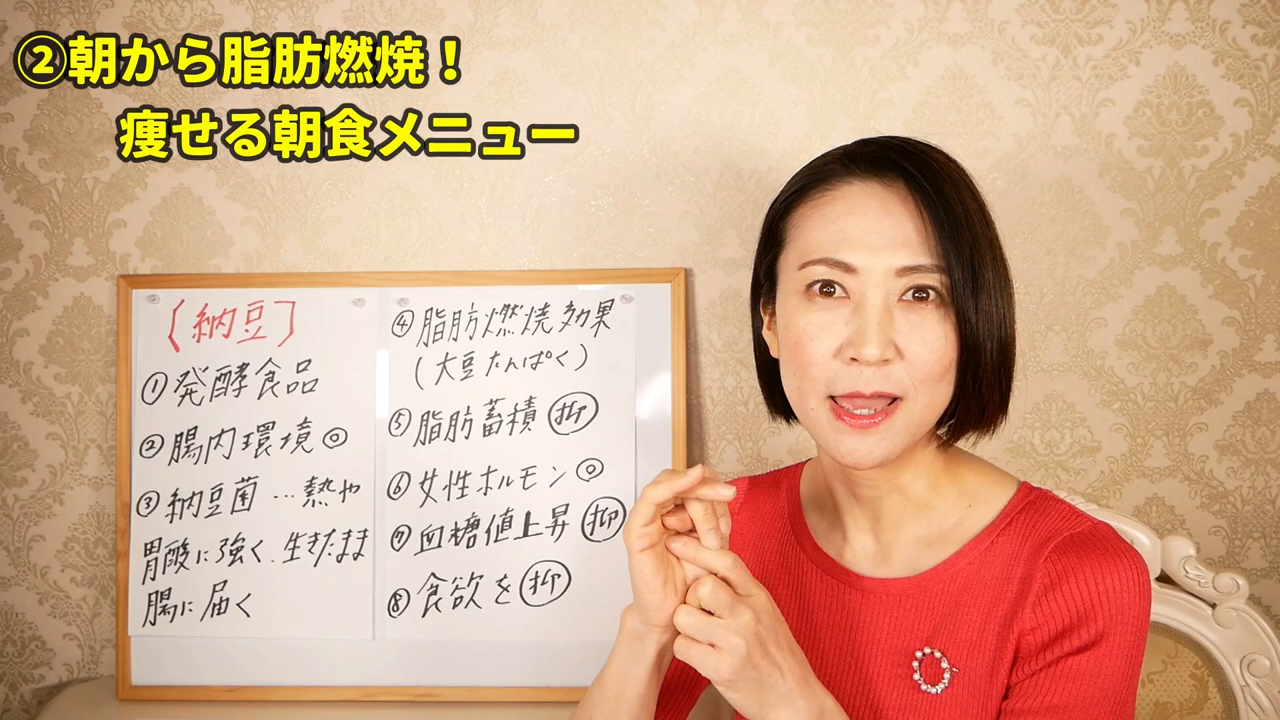 ②朝から脂肪燃焼！
痩せる朝食メニュー
〔納豆〕
①発酵食品
②腸内環境◎
③納豆菌…熱や
胃酸に強く、生きたまま
腸に届く
④脂肪燃焼効果
(大豆たんぱく)
⑤脂肪蓄積㊥抑
⑥女性ホルモン◎
⑦血糖値上昇抑
⑧食欲を抑